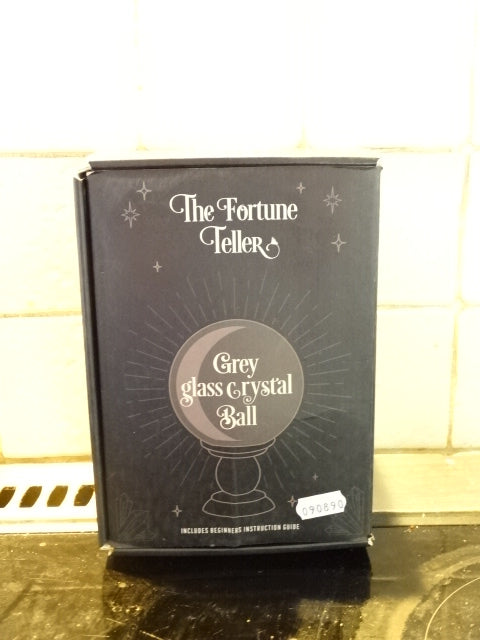 The Fortune
Teller
Grey
glass crystal
Ball
090890
INCLUDES BEGINNERS INSTRUCTION GUIDE